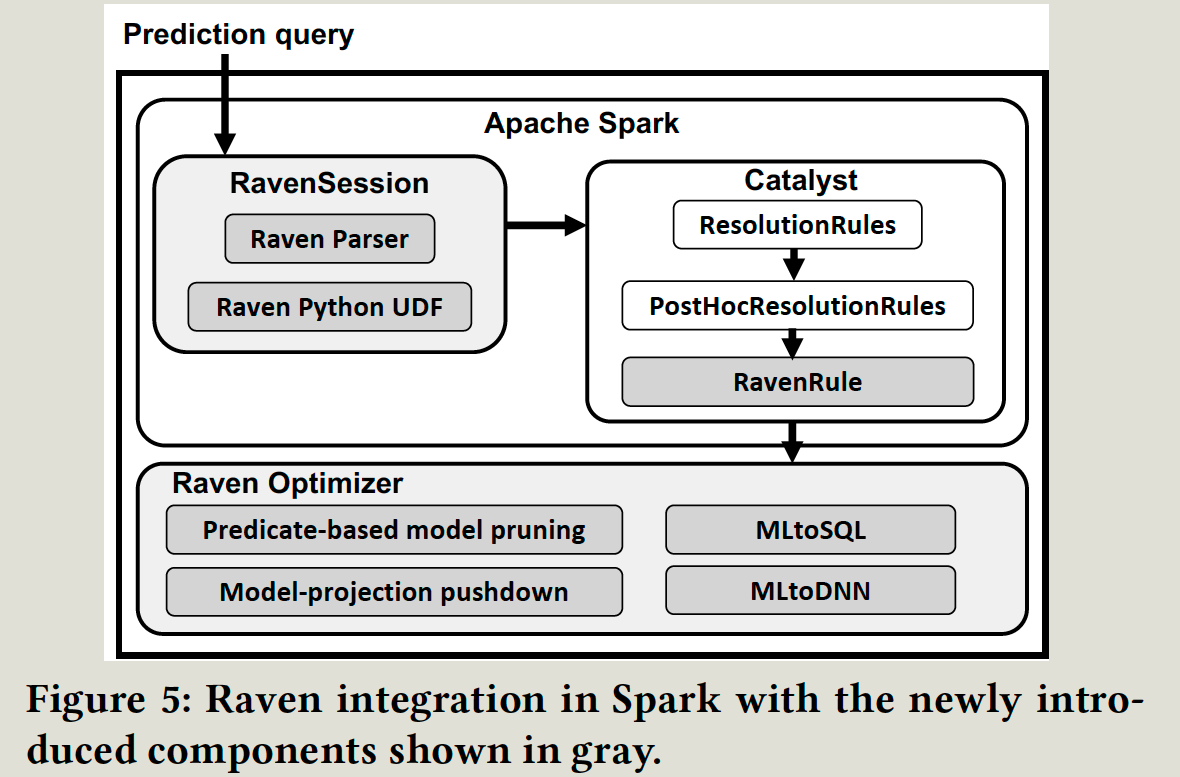 Prediction query
Apache Spark
RavenSession
Raven Parser
Raven Python UDF
Catalyst
ResolutionRules
PostHocResolutionRules
RavenRule
Raven Optimizer
Predicate-based model pruning
MLtoSQL
Model-projection pushdown
MLtoDNN
Figure 5: Raven integration in Spark with the newly intro-
duced components shown in gray.